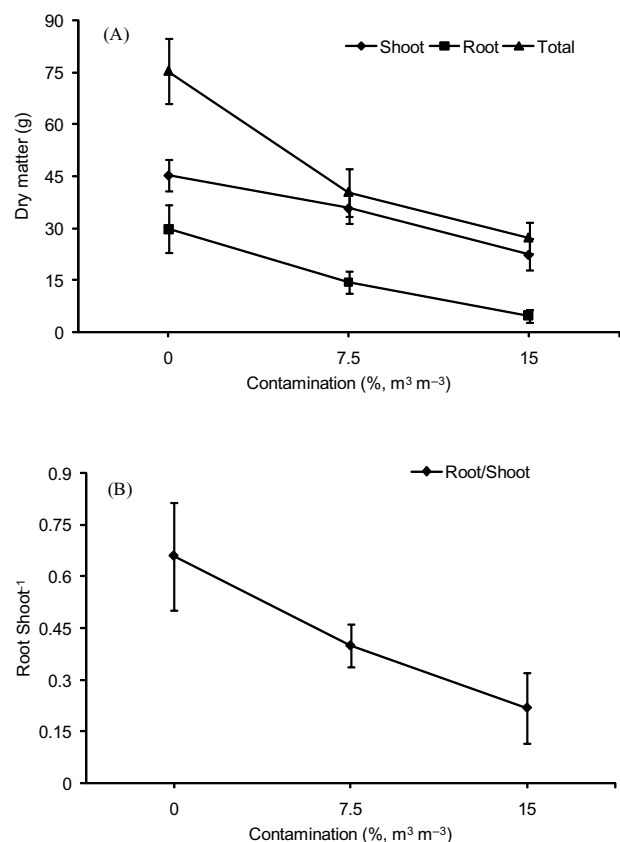 (A)
Shoot Root Total
90
75
60
45
30
15
0
Dry matter (g)
0 7.5 15
Contamination (%, m³ m⁻³)
(B)
Root/Shoot
0.9
0.75
0.6
0.45
0.3
0.15
0
Root Shoot⁻¹
0 7.5 15
Contamination (%, m³ m⁻³)